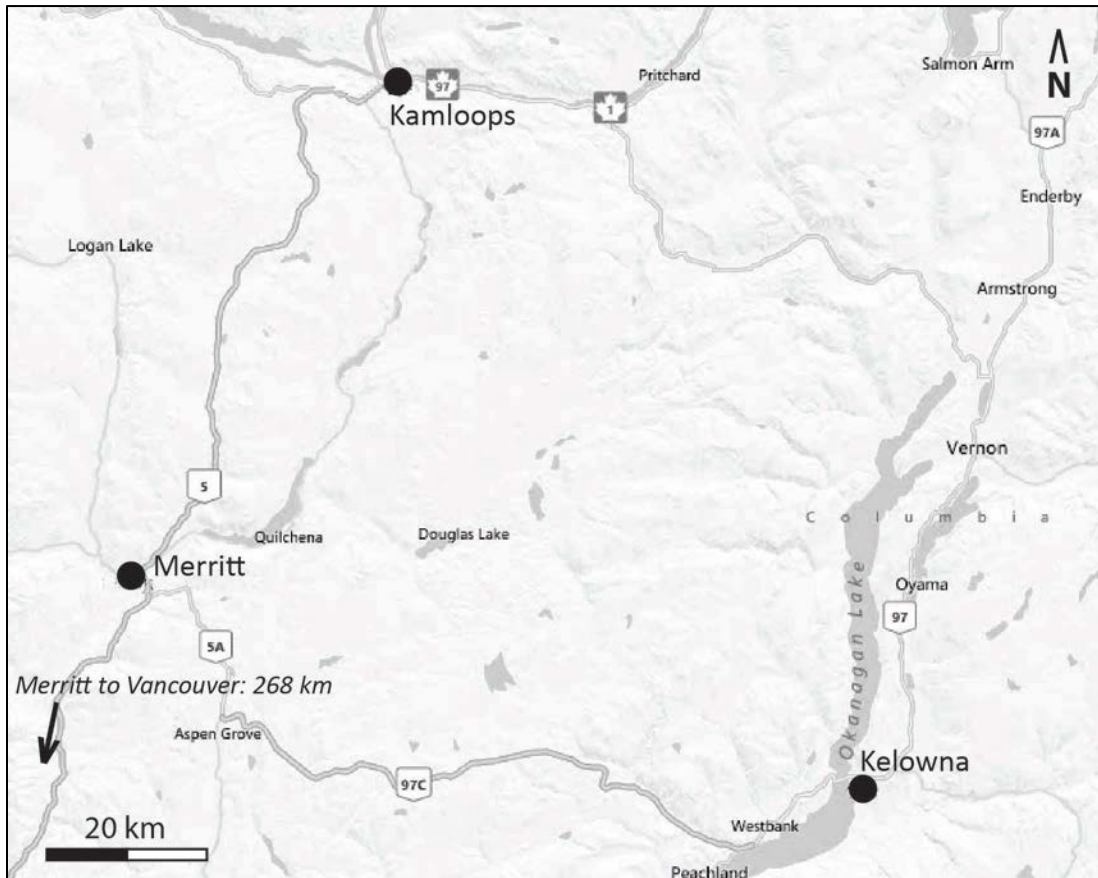 Salmon Arm
N
Pritchard
97
Kamloops
1
97A
Enderby
Logan Lake
Armstrong
Vernon
5
Columbia
Quilchena
Douglas Lake
Merritt
Oyama
Okanagan Lake
97
5A
Merritt to Vancouver: 268 km
Aspen Grove
Kelowna
97C
20 km
Westbank
Peachland